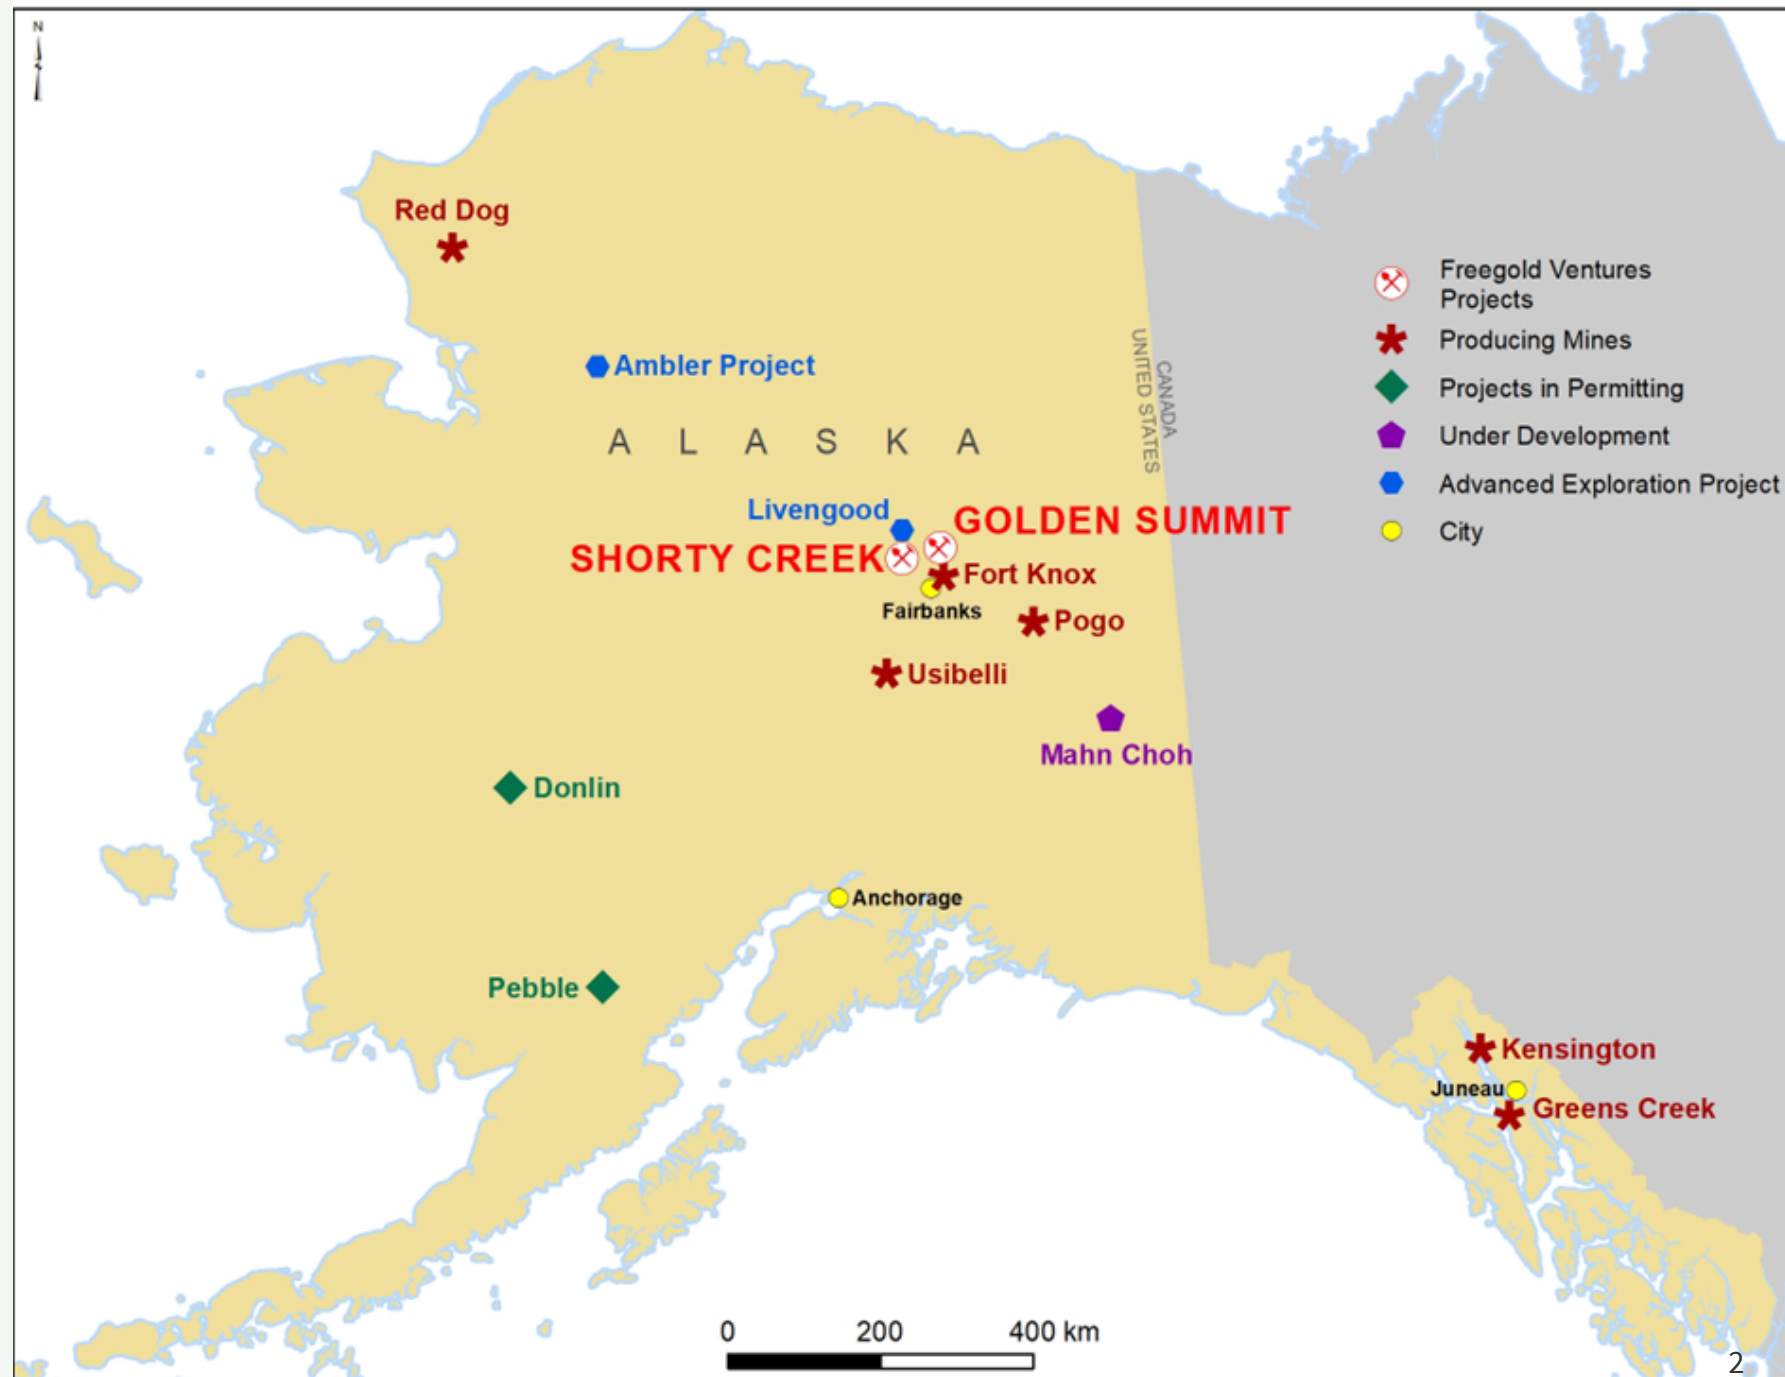 N
Red Dog
Ambler Project
ALASKA
CANADA
UNITED STATES
Freegold Ventures
Projects
Producing Mines
Projects in Permitting
Under Development
Advanced Exploration Project
City
Livengood
GOLDEN SUMMIT
SHORTY CREEK
Fort Knox
Fairbanks
Pogo
Usibelli
Mahn Choh
Donlin
Anchorage
Pebble
Kensington
Juneau
Greens Creek
0 200 400 km
2